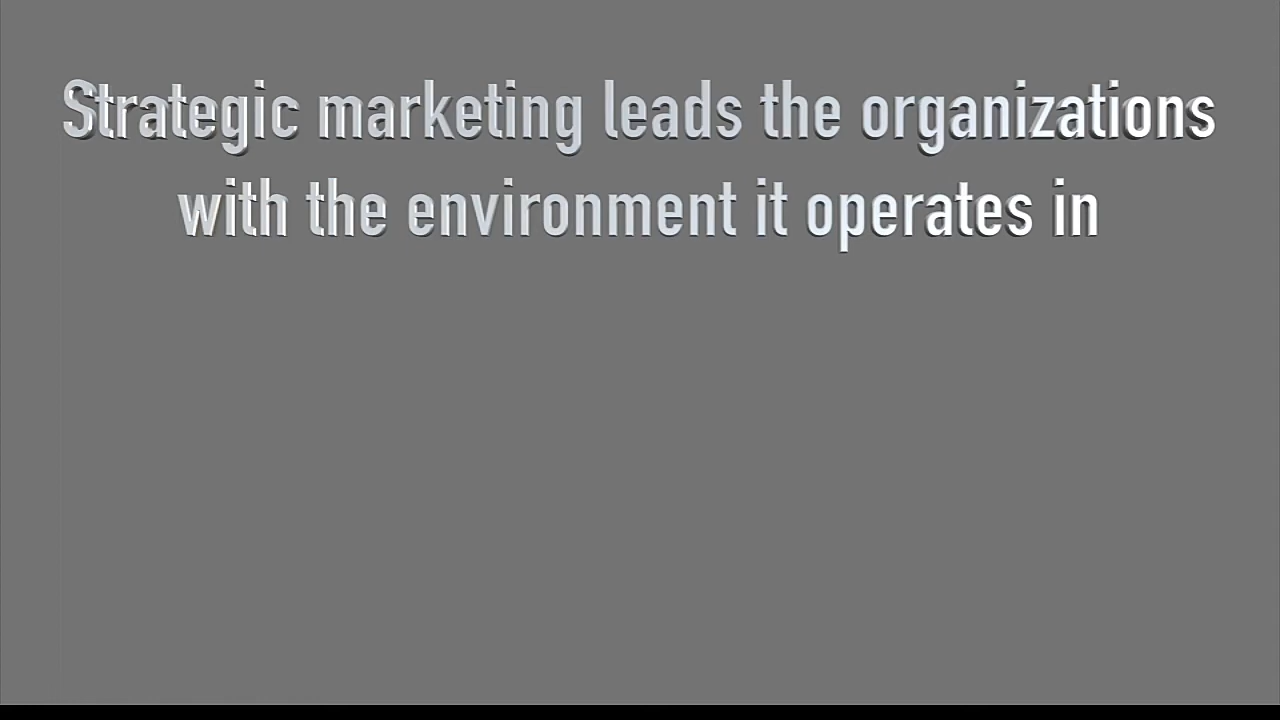 Strategic marketing leads the organizations
with the environment it operates in